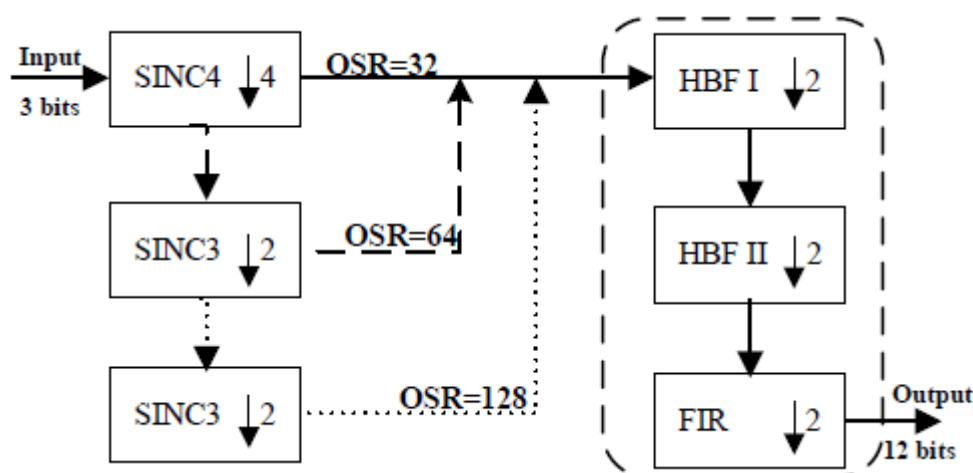 Input
3 bits
SINC4 ↓4
OSR=32
HBF I ↓2
SINC3 ↓2
OSR=64
HBF II ↓2
SINC3 ↓2
OSR=128
FIR ↓2
Output
12 bits